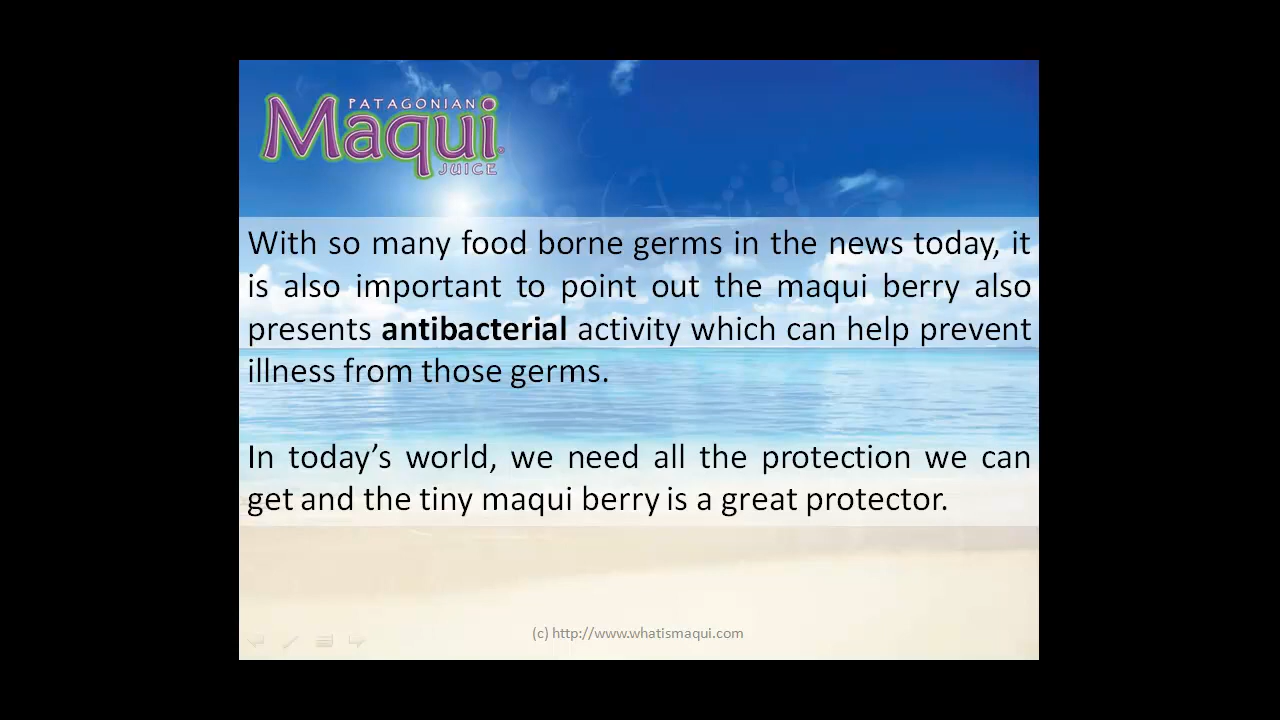 PATAGONIAN
Maqui
JUICE
With so many food borne germs in the news today, it
is also important to point out the maqui berry also
presents antibacterial activity which can help prevent
illness from those germs.
In today’s world, we need all the protection we can
get and the tiny maqui berry is a great protector.
(c) http://www.whatismaqui.com